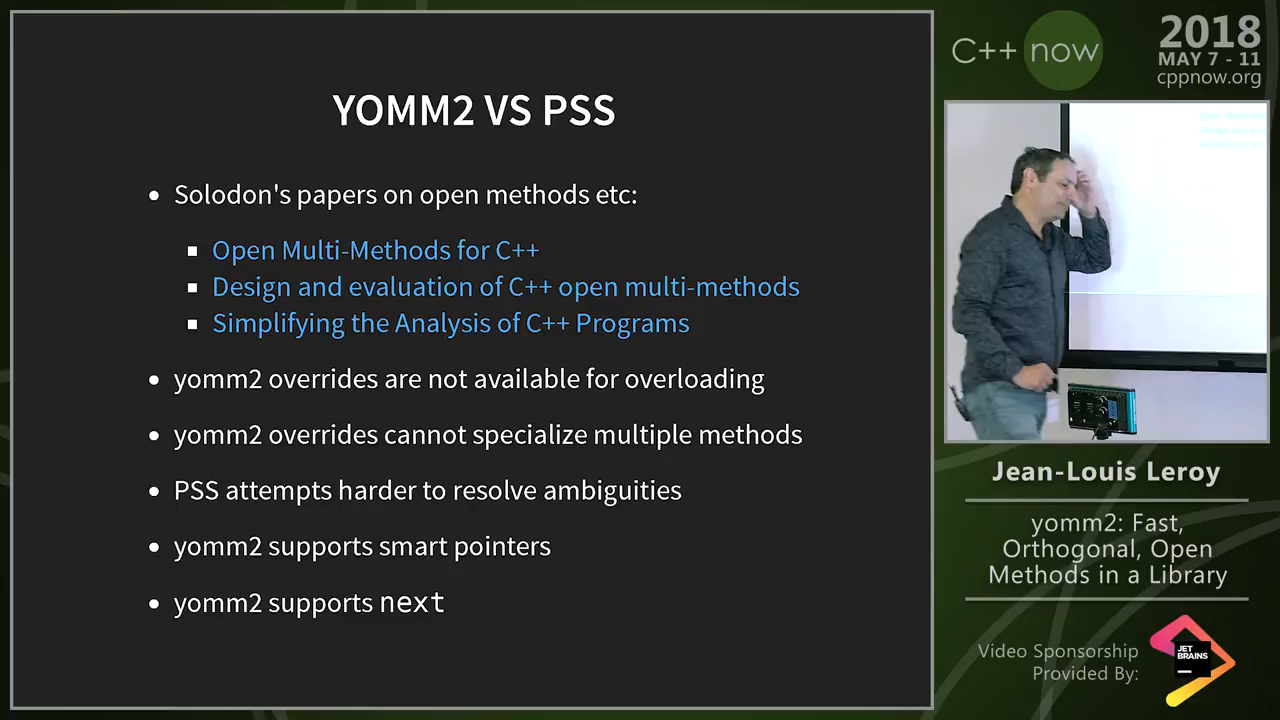 YOMM2 VS PSS
Solodon's papers on open methods etc:
Open Multi-Methods for C++
Design and evaluation of C++ open multi-methods
Simplifying the Analysis of C++ Programs
yomm2 overrides are not available for overloading
yomm2 overrides cannot specialize multiple methods
PSS attempts harder to resolve ambiguities
yomm2 supports smart pointers
yomm2 supports next
C++ now
2018
MAY 7 - 11
cppnow.org
Jean-Louis Leroy
yomm2: Fast,
Orthogonal, Open
Methods in a Library
Video Sponsorship
Provided By:
JET
BRAINS